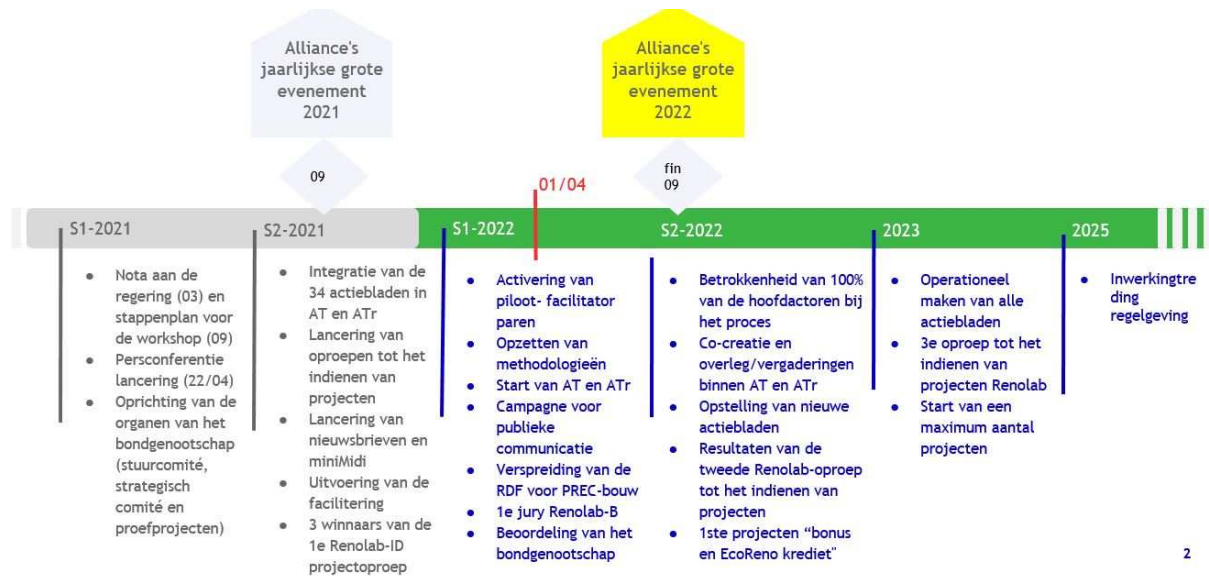 Alliance's
jaarlijkse grote
evenement
2021
Alliance's
jaarlijkse grote
evenement
2022
09
01/04
fin
09
S1-2021
S2-2021
S1-2022
S2-2022
2023
2025
● Nota aan de
regering (03) en
stappenplan voor
de workshop (09)
● Persconferentie
lancering (22/04)
● Oprichting van de
organen van het
bondgenootschap
(stuurcomité,
strategisch
comité en
proefprojecten)
● Integratie van de
34 actiebladen in
AT en ATr
● Lancering van
oproepen tot het
indienen van
projecten
● Lancering van
nieuwsbrieven en
miniMidi
● Uitvoering van de
facilitering
● 3 winnaars van de
1e Renolab-ID
projectoproep
● Activering van
piloot- facilitator
paren
● Opzetten van
methodologieën
● Start van AT en ATr
● Campagne voor
publieke
communicatie
● Verspreiding van de
RDF voor PREC-bouw
● 1e jury Renolab-B
● Beoordeling van het
bondgenootschap
● Betrokkenheid van 100%
van de hoofdactoren bij
het proces
● Co-creatie en
overleg/vergaderingen
binnen AT en ATr
● Opstelling van nieuwe
actiebladen
● Resultaten van de
tweede Renolab-oproep
tot het indienen van
projecten
● 1ste projecten “bonus
en EcoReno krediet"
● Operationeel
maken van alle
actiebladen
● 3e oproep tot het
indienen van
projecten Renolab
● Start van een
maximum aantal
projecten
● Inwerkingtre
ding
regelgeving
2